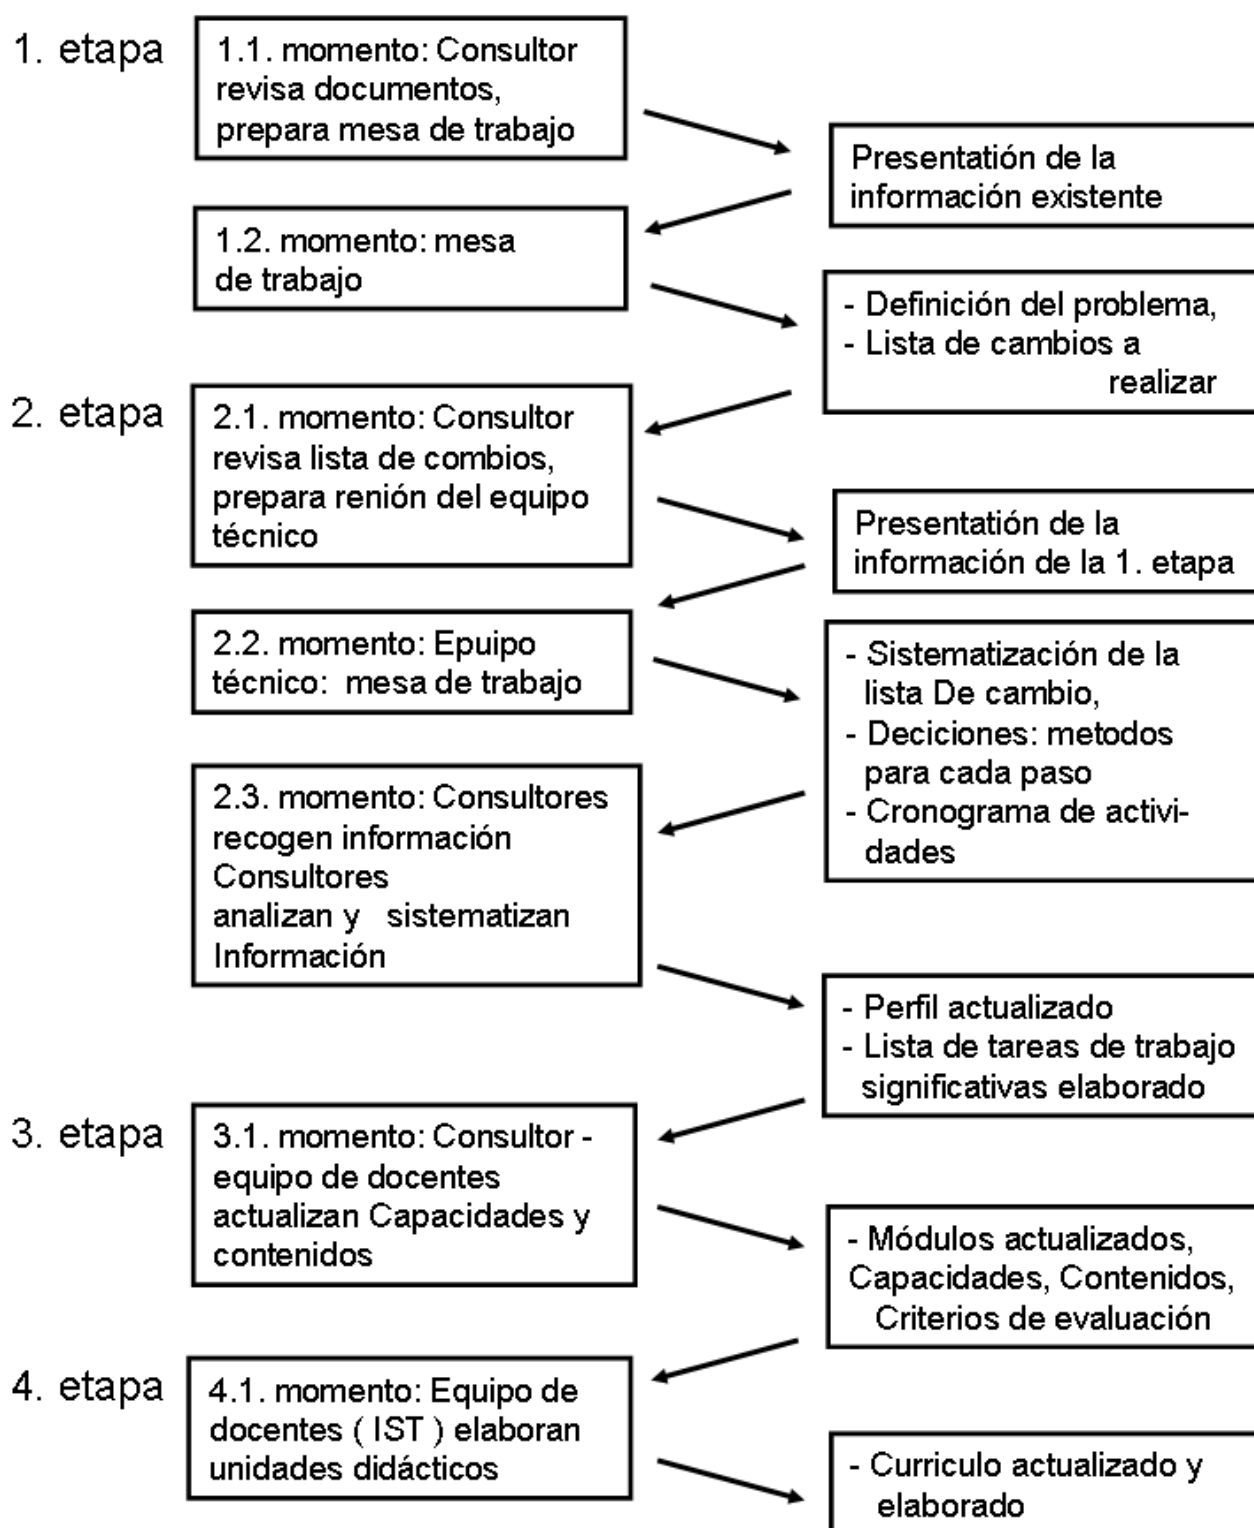 1. etapa
1.1. momento: Consultor
revisa documentos,
prepara mesa de trabajo
Presentatión de la
información existente
1.2. momento: mesa
de trabajo
- Definición del problema,
- Lista de cambios a
realizar
2. etapa
2.1. momento: Consultor
revisa lista de combios,
prepara renión del equipo
técnico
Presentatión de la
información de la 1. etapa
2.2. momento: Epuipo
técnico: mesa de trabajo
- Sistematización de la
lista De cambio,
- Deciciones: metodos
para cada paso
- Cronograma de activi-
dades
2.3. momento: Consultores
recogen información
Consultores
analizan y sistematizan
Información
- Perfil actualizado
- Lista de tareas de trabajo
significativas elaborado
3. etapa
3.1. momento: Consultor -
equipo de docentes
actualizan Capacidades y
contenidos
- Módulos actualizados,
Capacidades, Contenidos,
Criterios de evaluación
4. etapa
4.1. momento: Equipo de
docentes ( IST ) elaboran
unidades didácticos
- Curriculo actualizado y
elaborado